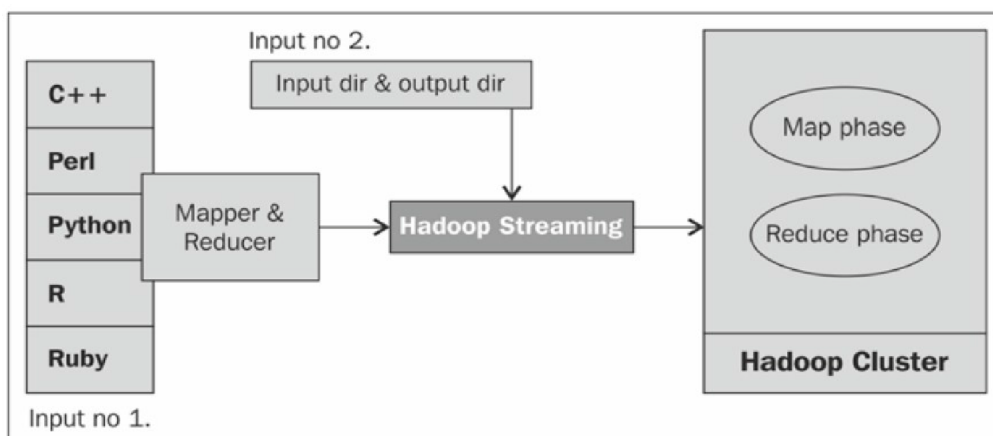 Input no 2.
Input dir & output dir
C++
Perl
Python
R
Ruby
Input no 1.
Mapper &
Reducer
Hadoop Streaming
Map phase
Reduce phase
Hadoop Cluster